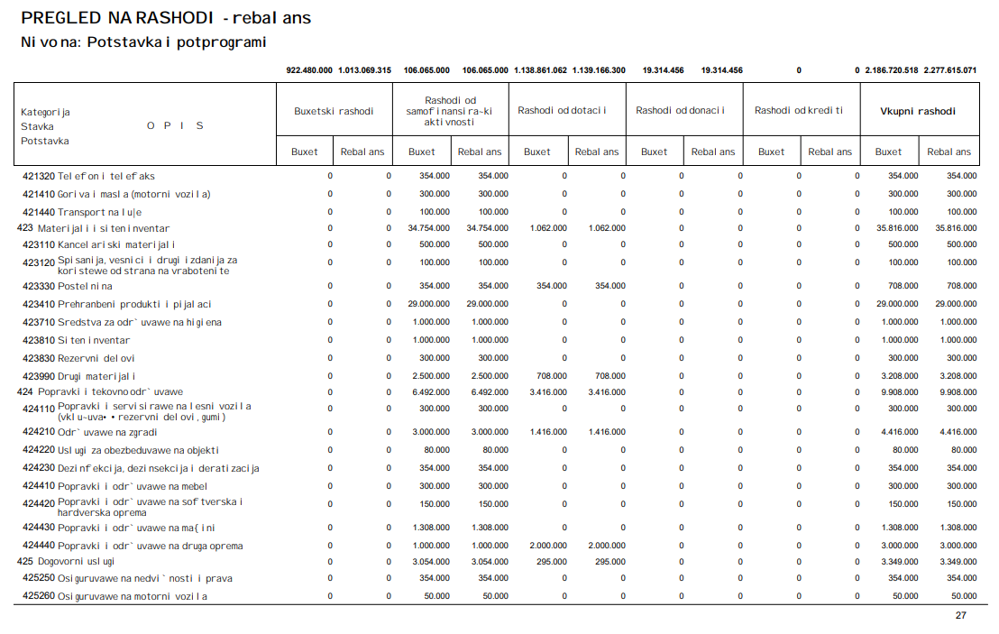 PREGLED NA RASHODI - rebalans
Nivo na: Potstavka i potprogrami
922.480.000 1.013.069.315 106.065.000 106.065.000 1.138.861.062 1.139.166.300 19.314.456 19.314.456 0 0 2.186.720.518 2.277.615.071
Kategorija
Stavka
Potstavka
O P I S
Buxetski rashodi
Rashodi od
samofinansira~ki
aktivnosti
Rashodi od dotacii
Rashodi od donacii
Rashodi od krediti
Vkupni rashodi
Buxet Rebalans Buxet Rebalans Buxet Rebalans Buxet Rebalans Buxet Rebalans Buxet Rebalans
421320 Telefon i telefaks 0 0 354.000 354.000 0 0 0 0 0 0 354.000 354.000
421410 Goriva i masla (motorni vozila) 0 0 300.000 300.000 0 0 0 0 0 0 300.000 300.000
421440 Transport na lu|e 0 0 100.000 100.000 0 0 0 0 0 0 100.000 100.000
423 Materijali i siten inventar 0 0 34.754.000 34.754.000 1.062.000 1.062.000 0 0 0 0 35.816.000 35.816.000
423110 Kancelariski materijali 0 0 500.000 500.000 0 0 0 0 0 0 500.000 500.000
423120 Spisanija, vesnici i drugi izdanija za
koristewe od strana na vrabotenite 0 0 100.000 100.000 0 0 0 0 0 0 100.000 100.000
423330 Postelnina 0 0 354.000 354.000 354.000 354.000 0 0 0 0 708.000 708.000
423410 Prehranbeni produkti i pijalaci 0 0 29.000.000 29.000.000 0 0 0 0 0 0 29.000.000 29.000.000
423710 Sredstva za odr`uvawe na higiena 0 0 1.000.000 1.000.000 0 0 0 0 0 0 1.000.000 1.000.000
423810 Siten inventar 0 0 1.000.000 1.000.000 0 0 0 0 0 0 1.000.000 1.000.000
423830 Rezervni delovi 0 0 300.000 300.000 0 0 0 0 0 0 300.000 300.000
423990 Drugi materijali 0 0 2.500.000 2.500.000 708.000 708.000 0 0 0 0 3.208.000 3.208.000
424 Popravki i tekovno odr`uvawe 0 0 6.492.000 6.492.000 3.416.000 3.416.000 0 0 0 0 9.908.000 9.908.000
424110 Popravki i servisirawe na lesni vozila
(vklu~uva•• rezervni delovi, gumi) 0 0 300.000 300.000 0 0 0 0 0 0 300.000 300.000
424210 Odr`uvawe na zgradi 0 0 3.000.000 3.000.000 1.416.000 1.416.000 0 0 0 0 4.416.000 4.416.000
424220 Uslugi za obezbeduvawe na objekti 0 0 80.000 80.000 0 0 0 0 0 0 80.000 80.000
424230 Dezinfekcija, dezinsekcija i deratizacija 0 0 354.000 354.000 0 0 0 0 0 0 354.000 354.000
424410 Popravki i odr`uvawe na mebel 0 0 300.000 300.000 0 0 0 0 0 0 300.000 300.000
424420 Popravki i odr`uvawe na softverska i
hardverska oprema 0 0 150.000 150.000 0 0 0 0 0 0 150.000 150.000
424430 Popravki i odr`uvawe na ma{ini 0 0 1.308.000 1.308.000 0 0 0 0 0 0 1.308.000 1.308.000
424440 Popravki i odr`uvawe na druga oprema 0 0 1.000.000 1.000.000 2.000.000 2.000.000 0 0 0 0 3.000.000 3.000.000
425 Dogovorni uslugi 0 0 3.054.000 3.054.000 295.000 295.000 0 0 0 0 3.349.000 3.349.000
425250 Osiguruvawe na nedvi`nosti i prava 0 0 354.000 354.000 0 0 0 0 0 0 354.000 354.000
425260 Osiguruvawe na motorni vozila 0 0 50.000 50.000 0 0 0 0 0 0 50.000 50.000
27